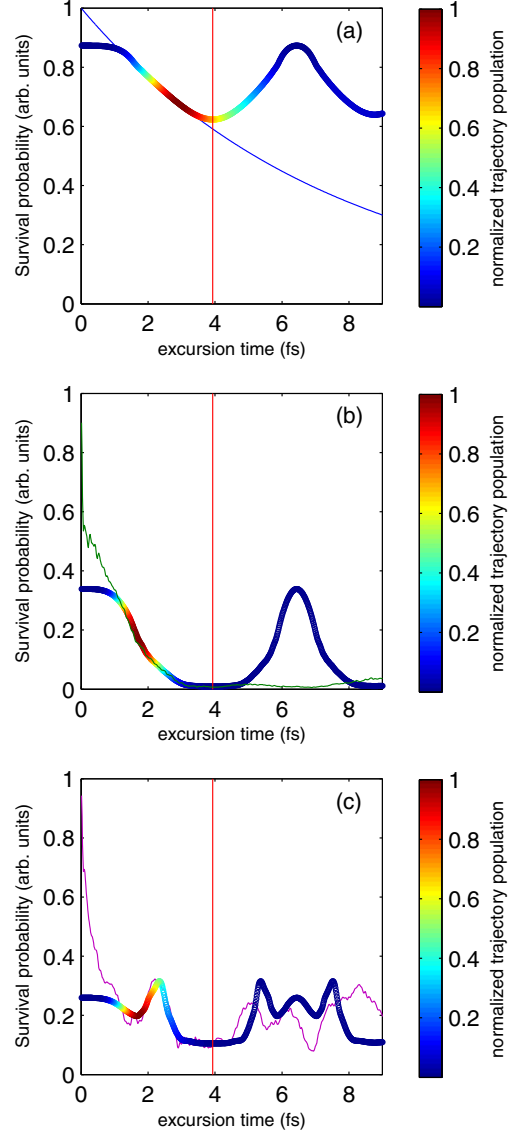 (a)
Survival probability (arb. units)
1
0.8
0.6
0.4
0.2
0
0 2 4 6 8
excursion time (fs)
1
0.8
0.6
0.4
0.2
normalized trajectory population
(b)
Survival probability (arb. units)
1
0.8
0.6
0.4
0.2
0
0 2 4 6 8
excursion time (fs)
1
0.8
0.6
0.4
0.2
normalized trajectory population
(c)
Survival probability (arb. units)
1
0.8
0.6
0.4
0.2
0
0 2 4 6 8
excursion time (fs)
1
0.8
0.6
0.4
0.2
normalized trajectory population